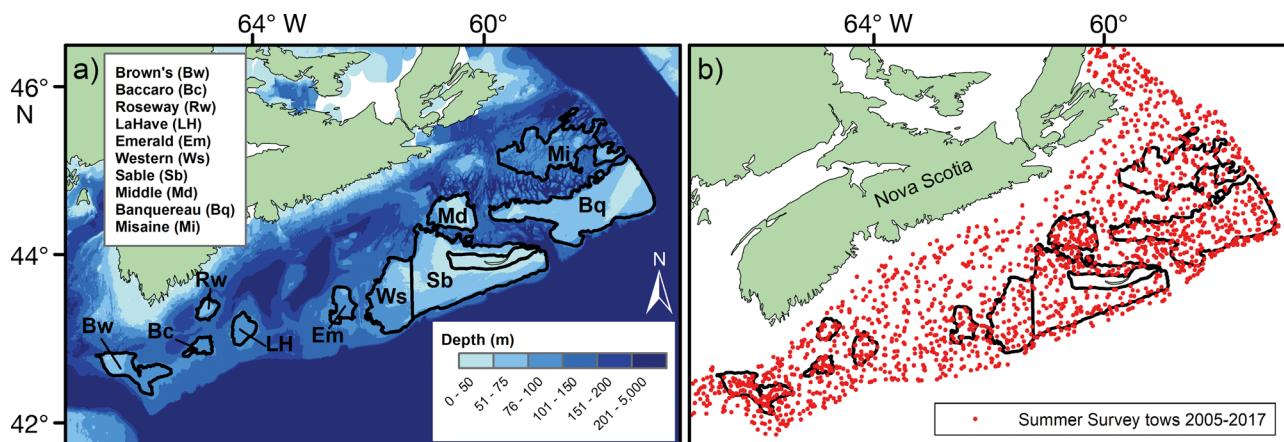 64° W
60°
64° W
60°
46°
N
44°
42°
a)
Brown's (Bw)
Baccaro (Bc)
Roseway (Rw)
LaHave (LH)
Emerald (Em)
Western (Ws)
Sable (Sb)
Middle (Md)
Banquereau (Bq)
Misaine (Mi)
Mi
Bq
Md
Sb
Ws
Rw
Em
Bc
LH
Bw
N
Depth (m)
0 - 50
51 - 75
76 - 100
101 - 150
151 - 200
201 - 5,000
b)
Nova Scotia
Summer Survey tows 2005-2017